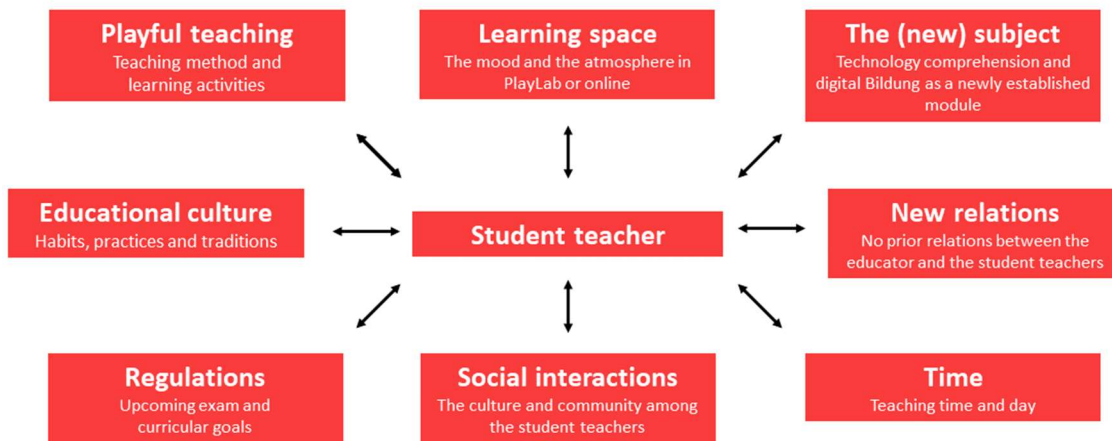 Playful teaching
Teaching method and
learning activities
Learning space
The mood and the atmosphere in
PlayLab or online
The (new) subject
Technology comprehension and
digital Bildung as a newly established
module
Educational culture
Habits, practices and traditions
Student teacher
New relations
No prior relations between the
educator and the student teachers
Regulations
Upcoming exam and
curricular goals
Social interactions
The culture and community among
the student teachers
Time
Teaching time and day